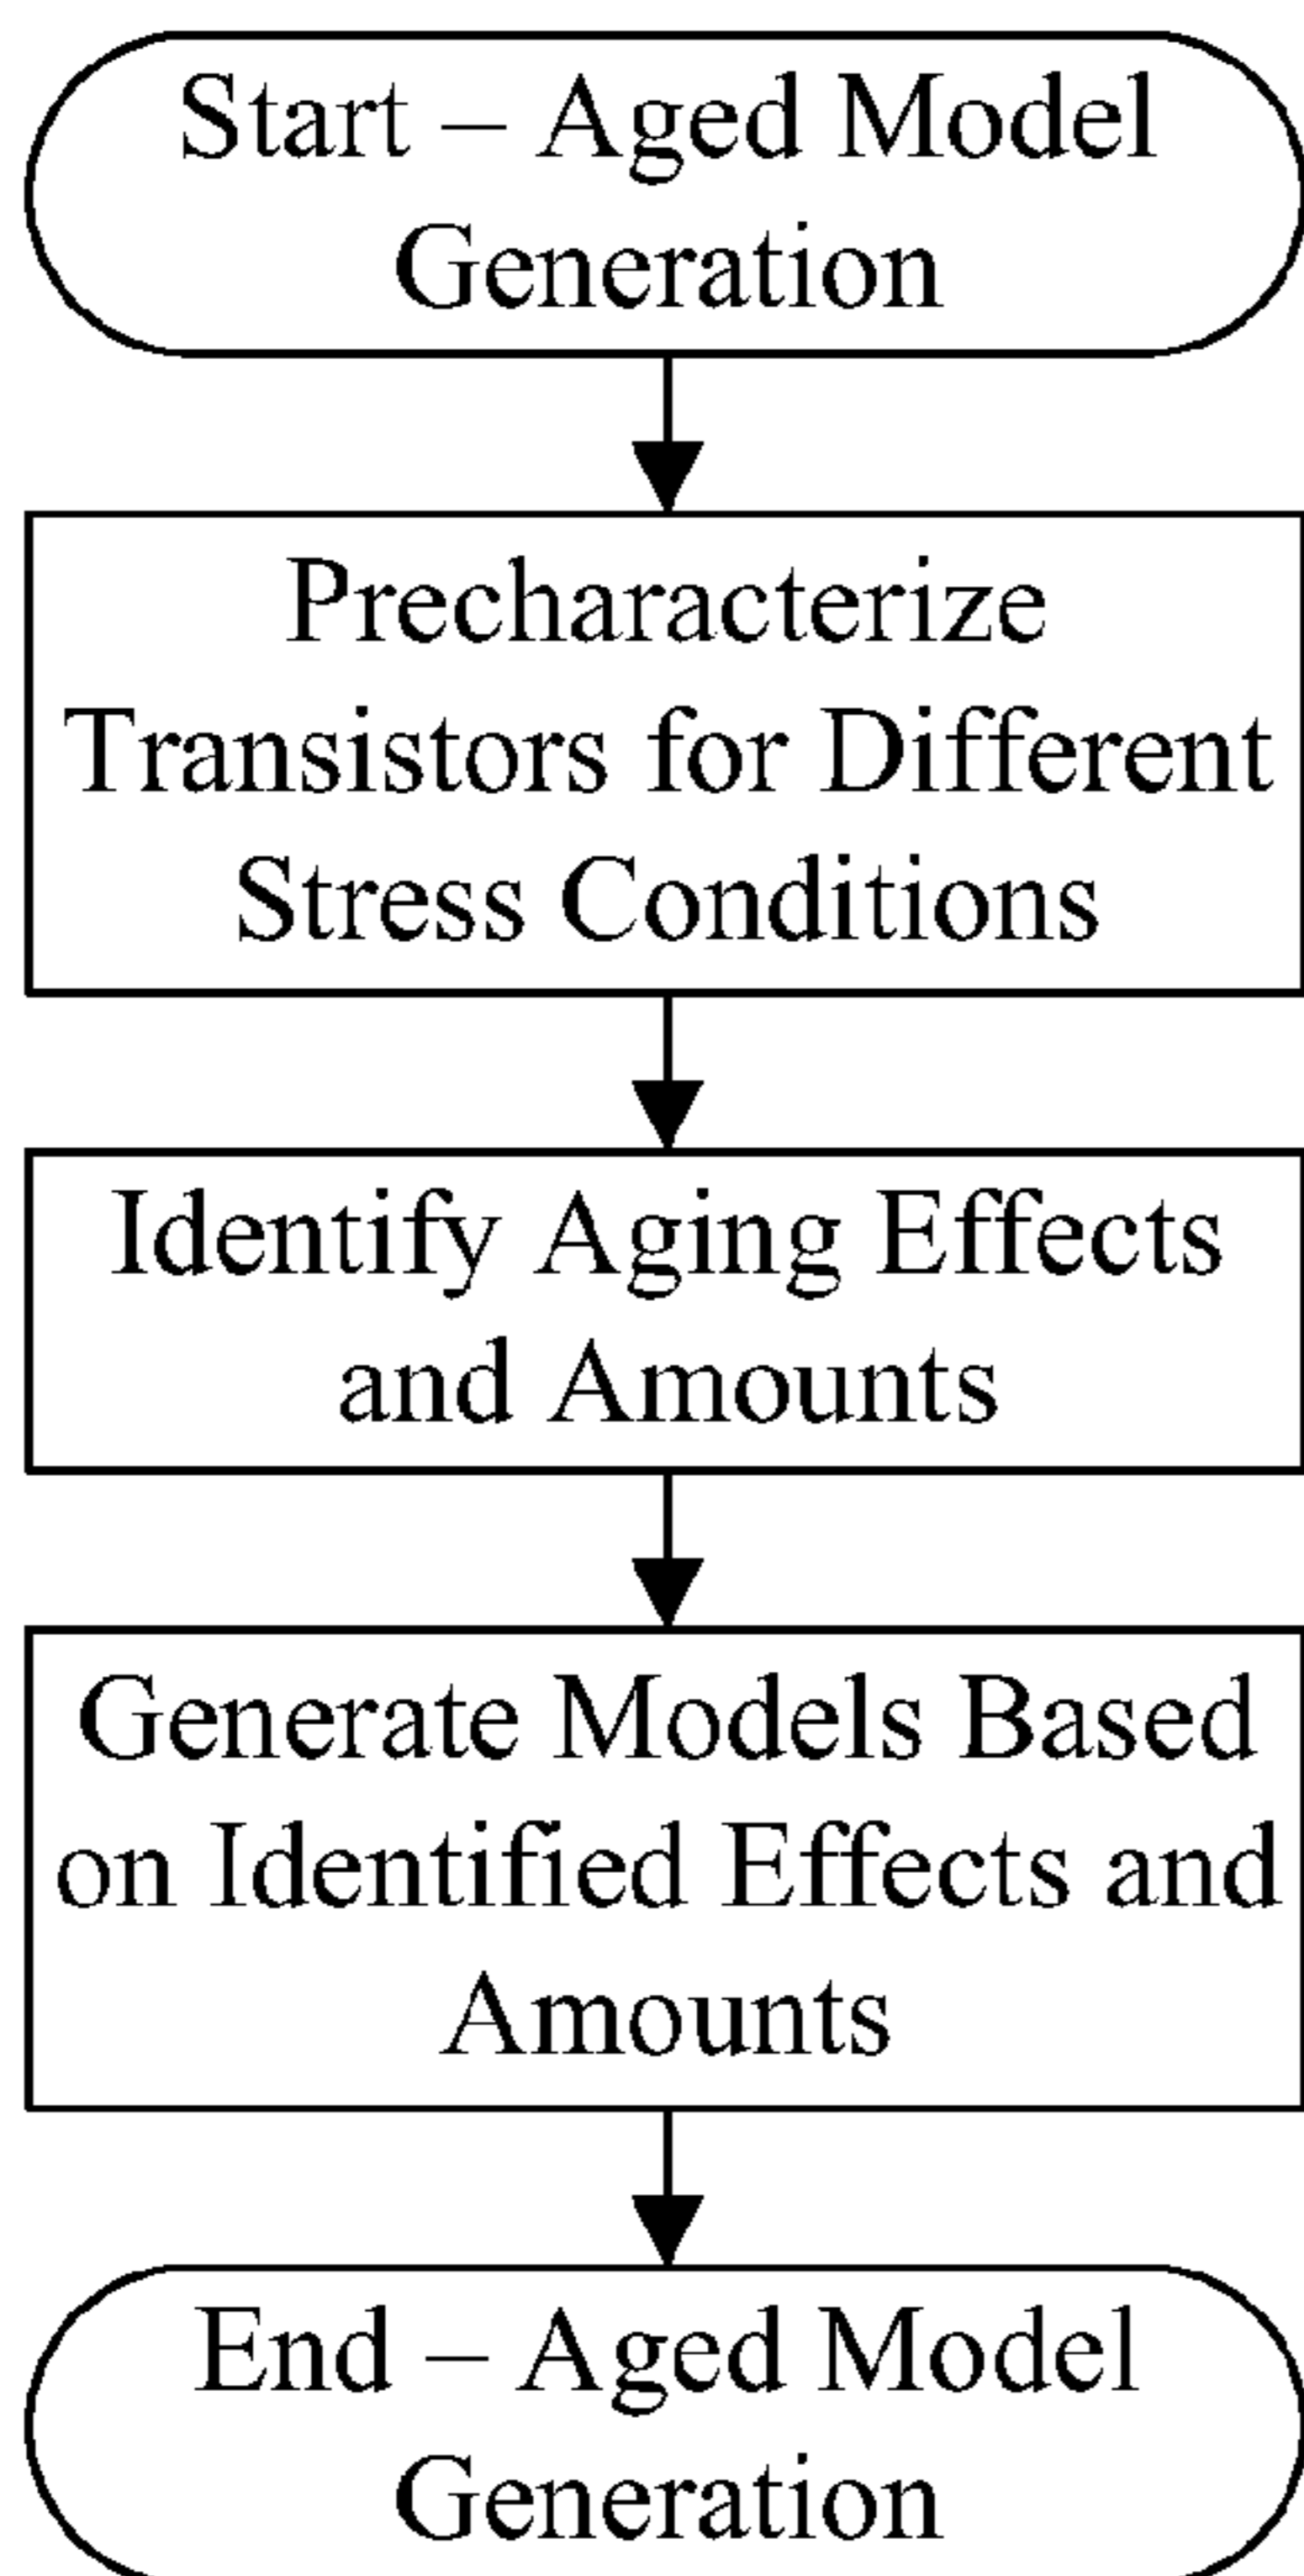 Start – Aged Model
Generation
Precharacterize
Transistors for Different
Stress Conditions
Identify Aging Effects
and Amounts
Generate Models Based
on Identified Effects and
Amounts
End – Aged Model
Generation